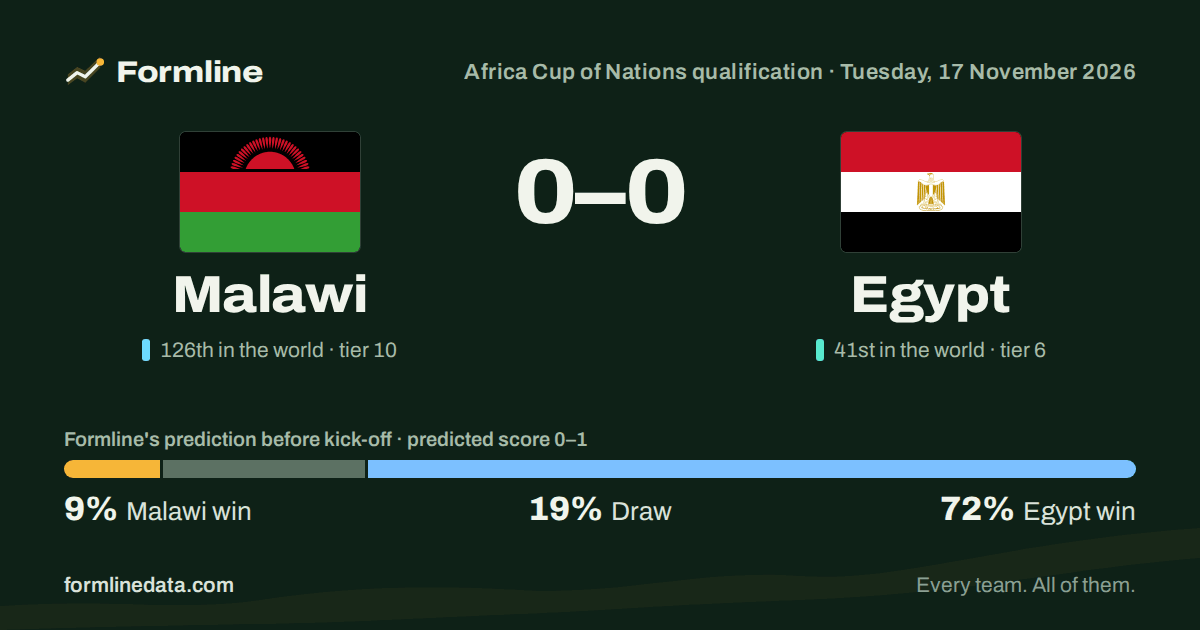 Formline
Africa Cup of Nations qualification · Tuesday, 17 November 2026
0–0
Malawi
Egypt
126th in the world · tier 10
41st in the world · tier 6
Formline's prediction before kick-off · predicted score 0–1
9% Malawi win
19% Draw
72% Egypt win
formlinedata.com
Every team. All of them.